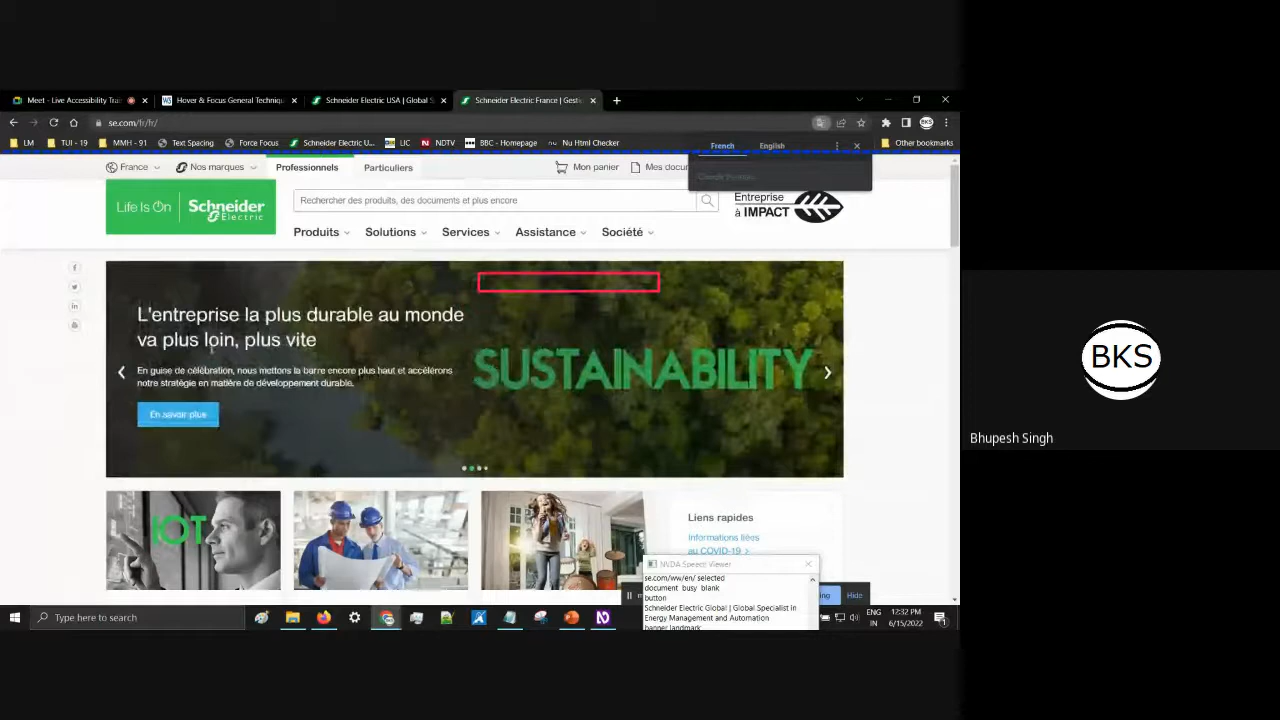 Meet - Live Accessibility Trai
Hover & Focus General Techniqu
Schneider Electric USA | Global S
Schneider Electric France | Gesti
se.com/fr/fr/
BKS
LM
TUI - 19
MMH - 91
Text Spacing
Force Focus
Schneider Electric U...
LIC
NDTV
BBC - Homepage
Nu Html Checker
Other bookmarks
French
English
France
Nos marques
Professionnels
Particuliers
Mon panier
Mes docu
Life Is On
Schneider
Electric
Rechercher des produits, des documents et plus encore
Entreprise
à IMPACT
Produits
Solutions
Services
Assistance
Société
L'entreprise la plus durable au monde
va plus loin, plus vite
En guise de célébration, nous mettons la barre encore plus haut et accélérons
notre stratégie en matière de développement durable.
En savoir plus
SUSTAINABILITY
IOT
Liens rapides
Informations liées
au COVID-19 >
NVDA Speech Viewer
se.com/ww/en/ selected
document busy blank
button
Schneider Electric Global | Global Specialist in
Energy Management and Automation
banner landmark
ing
Hide
Type here to search
ENG
IN
12:32 PM
6/15/2022
BKS
Bhupesh Singh